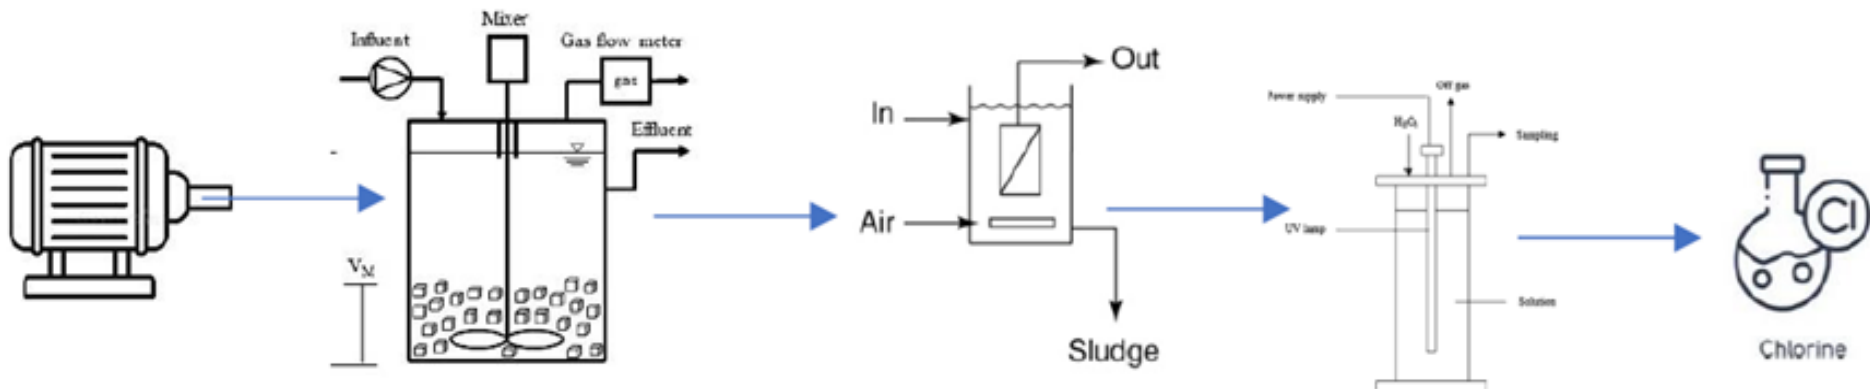 Influent
Mixer
Gas flow meter
gas
Effluent
V_M
In
Air
Out
Sludge
Power supply
Off gas
H₂O₂
Sampling
UV lamp
Solution
Cl
Chlorine